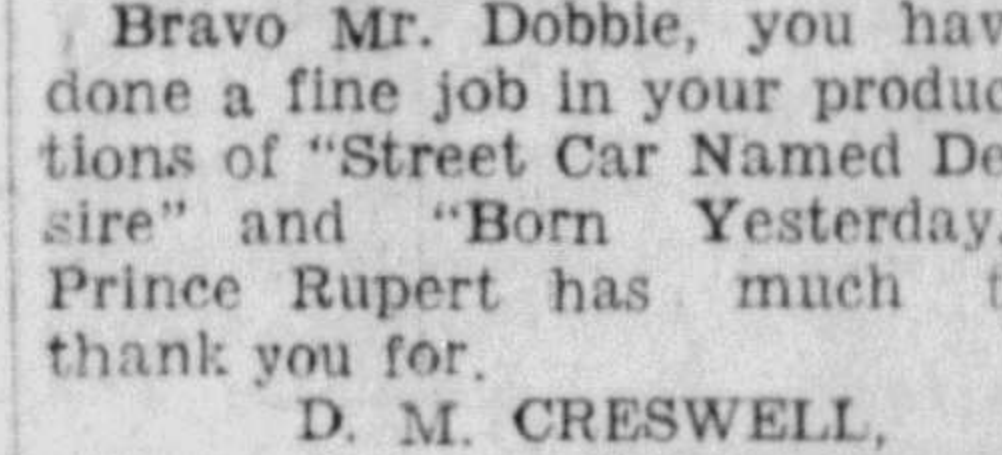 Bravo Mr. Dobbie, you hav
done a fine job in your produc
tions of “Street Car Named De
sire” and “Born Yesterday,
Prince Rupert has much t
thank you for.
D. M. CRESWELL,